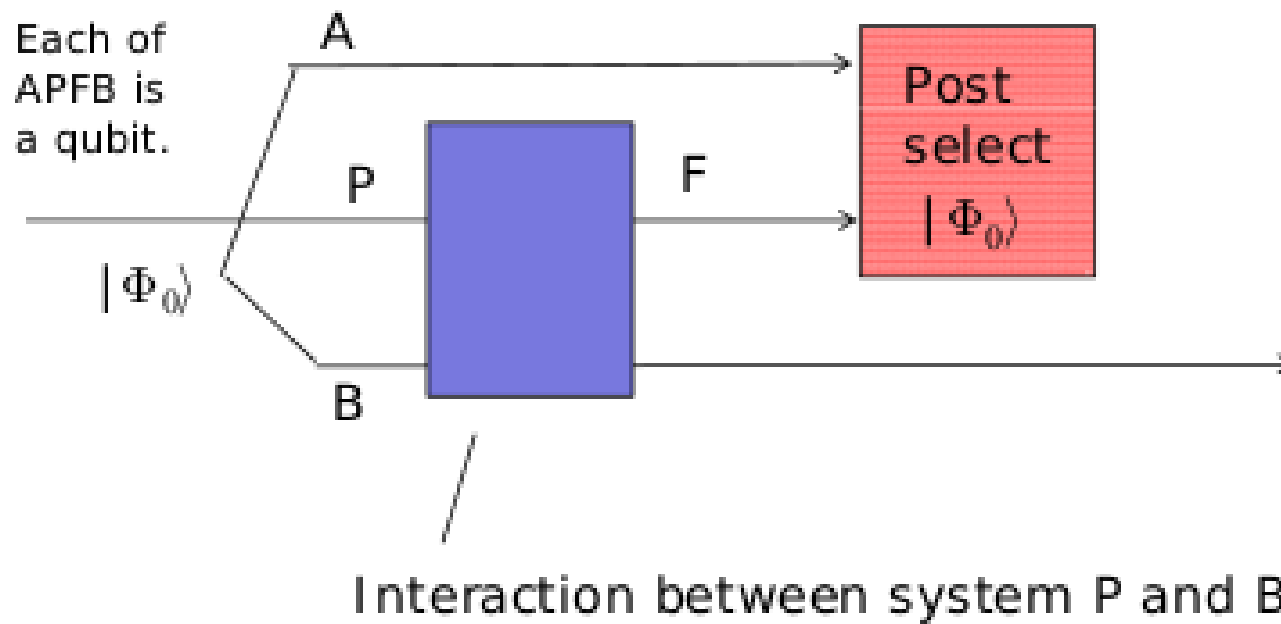 Each of
APFB is
a qubit.
A
P
F
|Φ₀⟩
B
Post
select
|Φ₀⟩
Interaction between system P and B